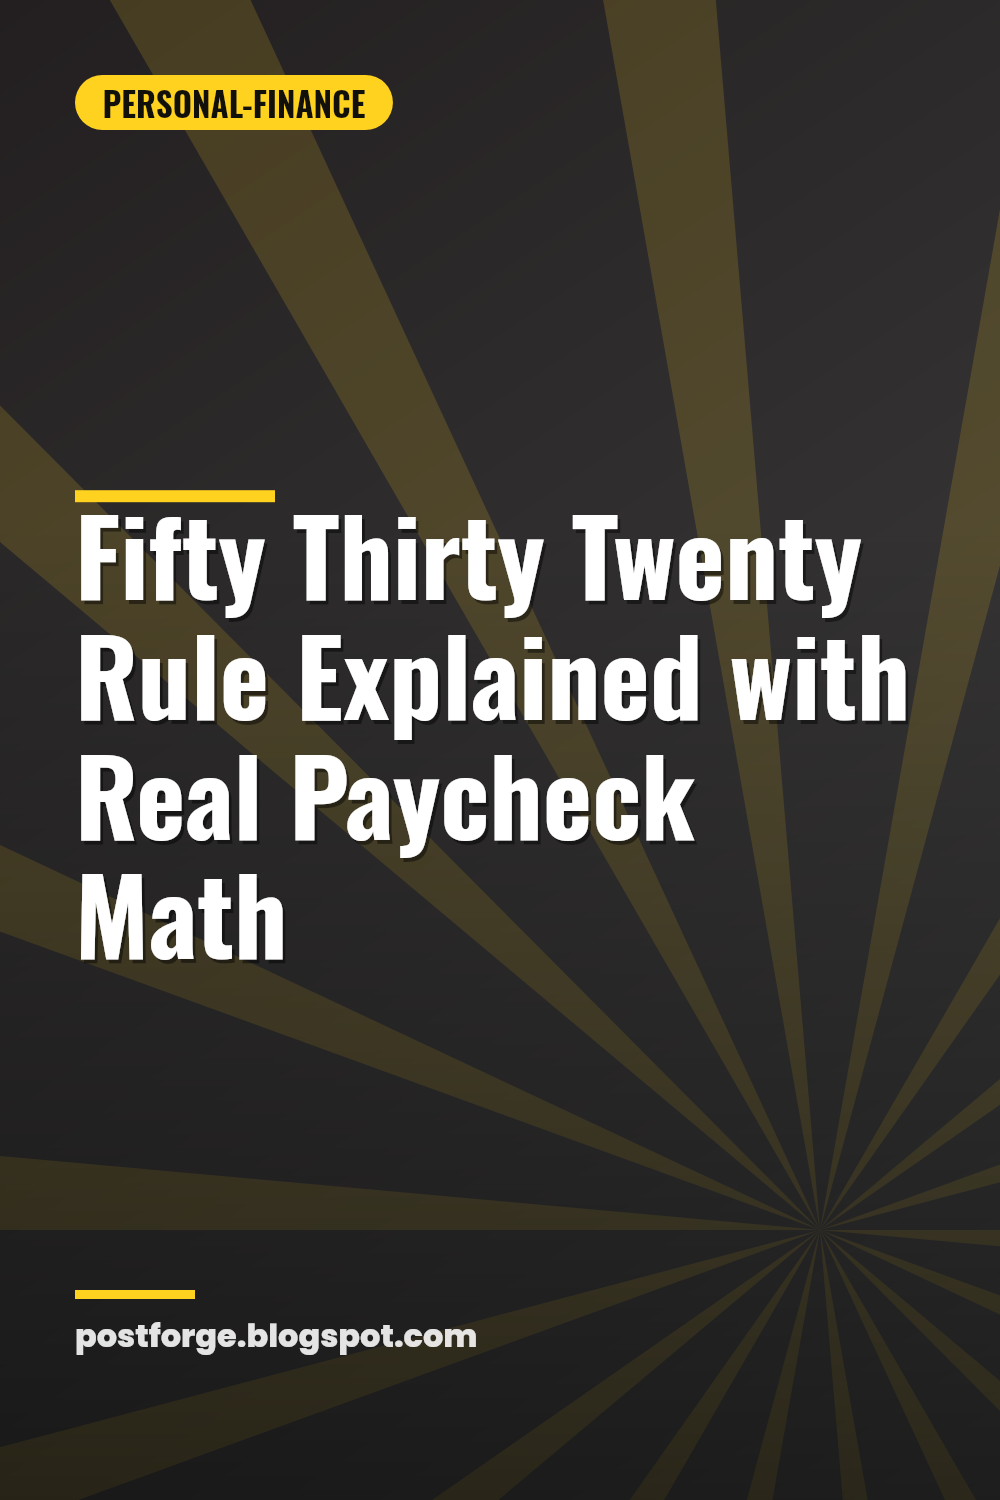 PERSONAL-FINANCE
Fifty Thirty Twenty
Rule Explained with
Real Paycheck
Math
postforge.blogspot.com